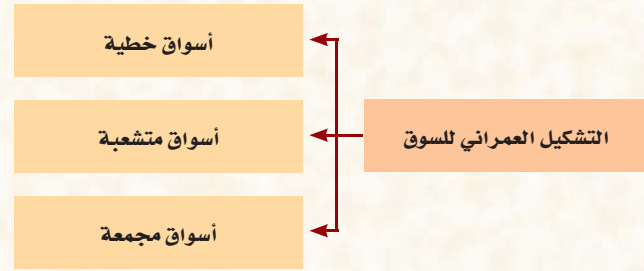 التشكيل العمراني للسوق
أسواق خطية
أسواق متشعبة
أسواق مجمعة